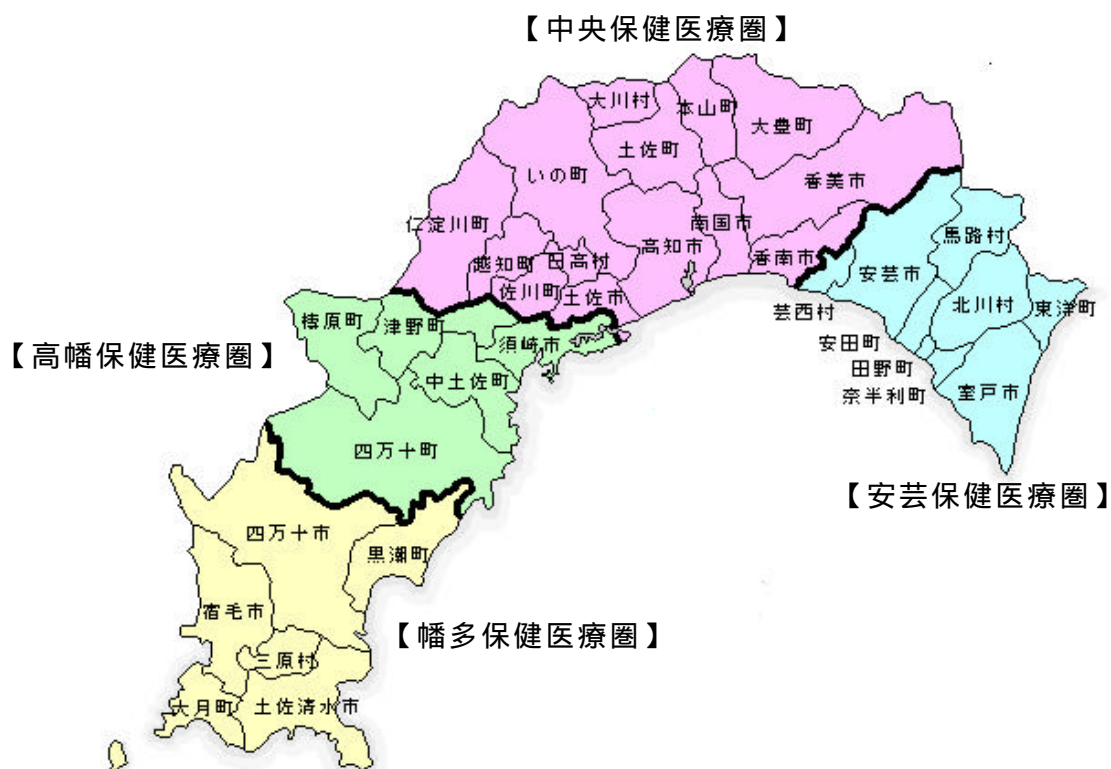 【中央保健医療圏】
大川村
本山町
大豊町
土佐町
いの町
香美市
仁淀川町
南国市
高知市
馬路村
越知町
日高村
香南市
安芸市
佐川町
土佐市
芸西村
北川村
東洋町
梼原町
津野町
須崎市
安田町
【高幡保健医療圏】
中土佐町
田野町
奈半利町
室戸市
四万十町
【安芸保健医療圏】
四万十市
黒潮町
宿毛市
【幡多保健医療圏】
三原村
大月町
土佐清水市